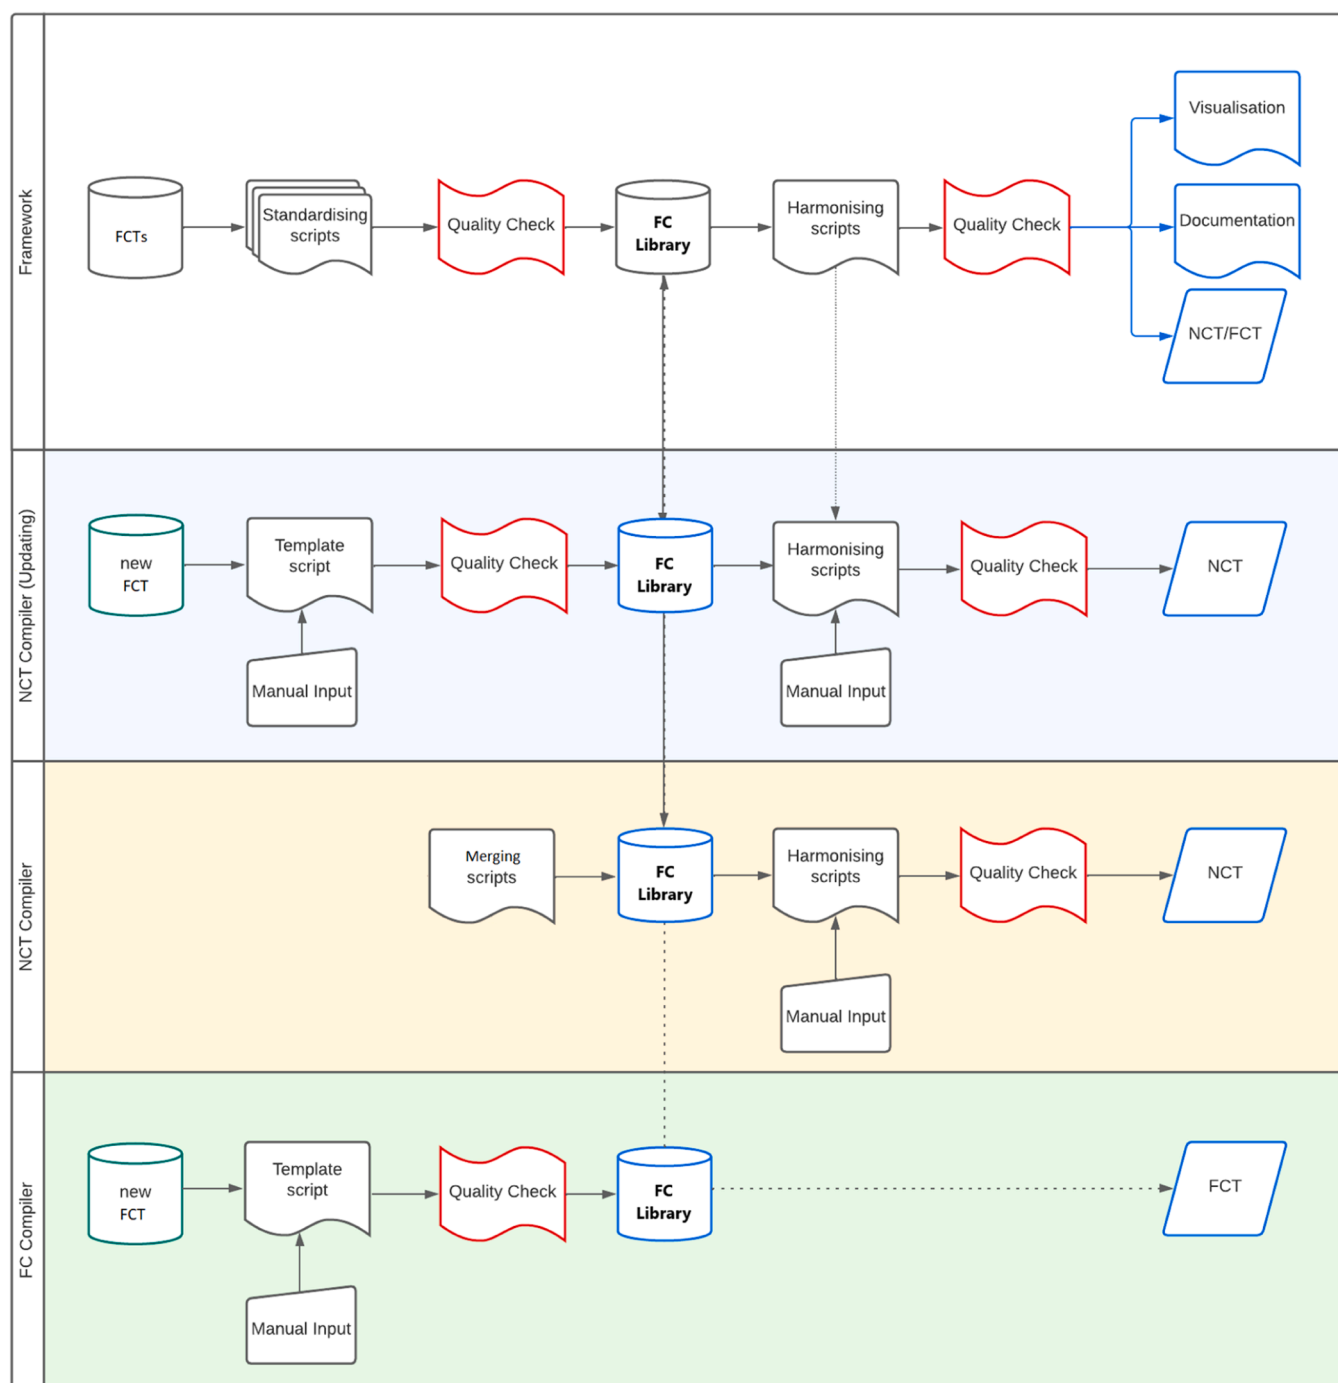 Framework
FCTs
Standardising
scripts
Quality Check
FC
Library
Harmonising
scripts
Quality Check
Visualisation
Documentation
NCT/FCT
NCT Compiler (Updating)
new
FCT
Template
script
Manual Input
Quality Check
FC
Library
Harmonising
scripts
Manual Input
Quality Check
NCT
NCT Compiler
Merging
scripts
FC
Library
Harmonising
scripts
Manual Input
Quality Check
NCT
FC Compiler
new
FCT
Template
script
Manual Input
Quality Check
FC
Library
FCT